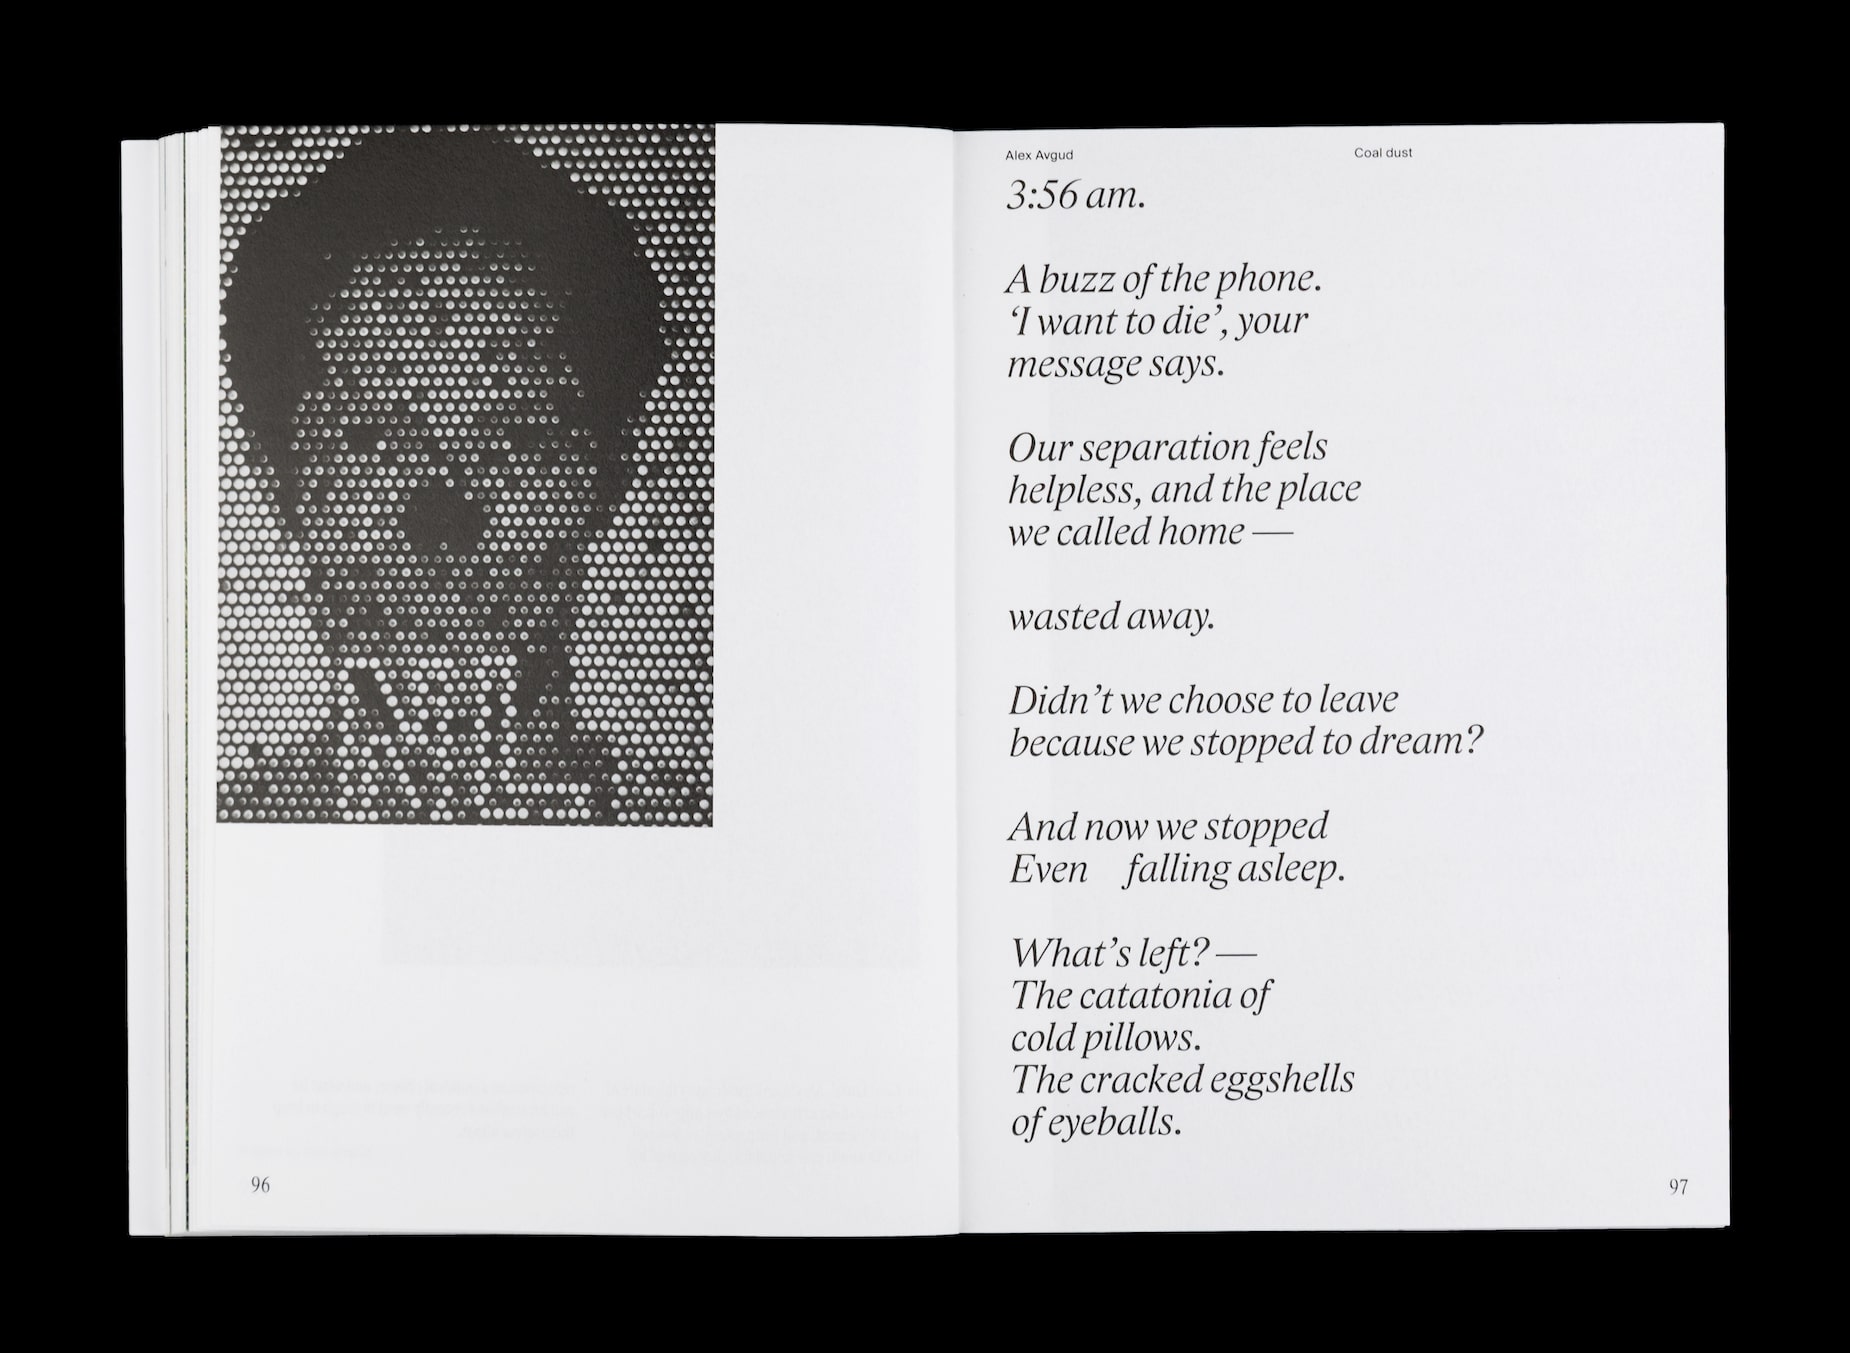 Alex Avgud
Coal dust
3:56 am.
A buzz of the phone.
‘I want to die’, your
message says.
Our separation feels
helpless, and the place
we called home —
wasted away.
Didn’t we choose to leave
because we stopped to dream?
And now we stopped
Even falling asleep.
What’s left? —
The catatonia of
cold pillows.
The cracked eggshells
of eyeballs.
96
97